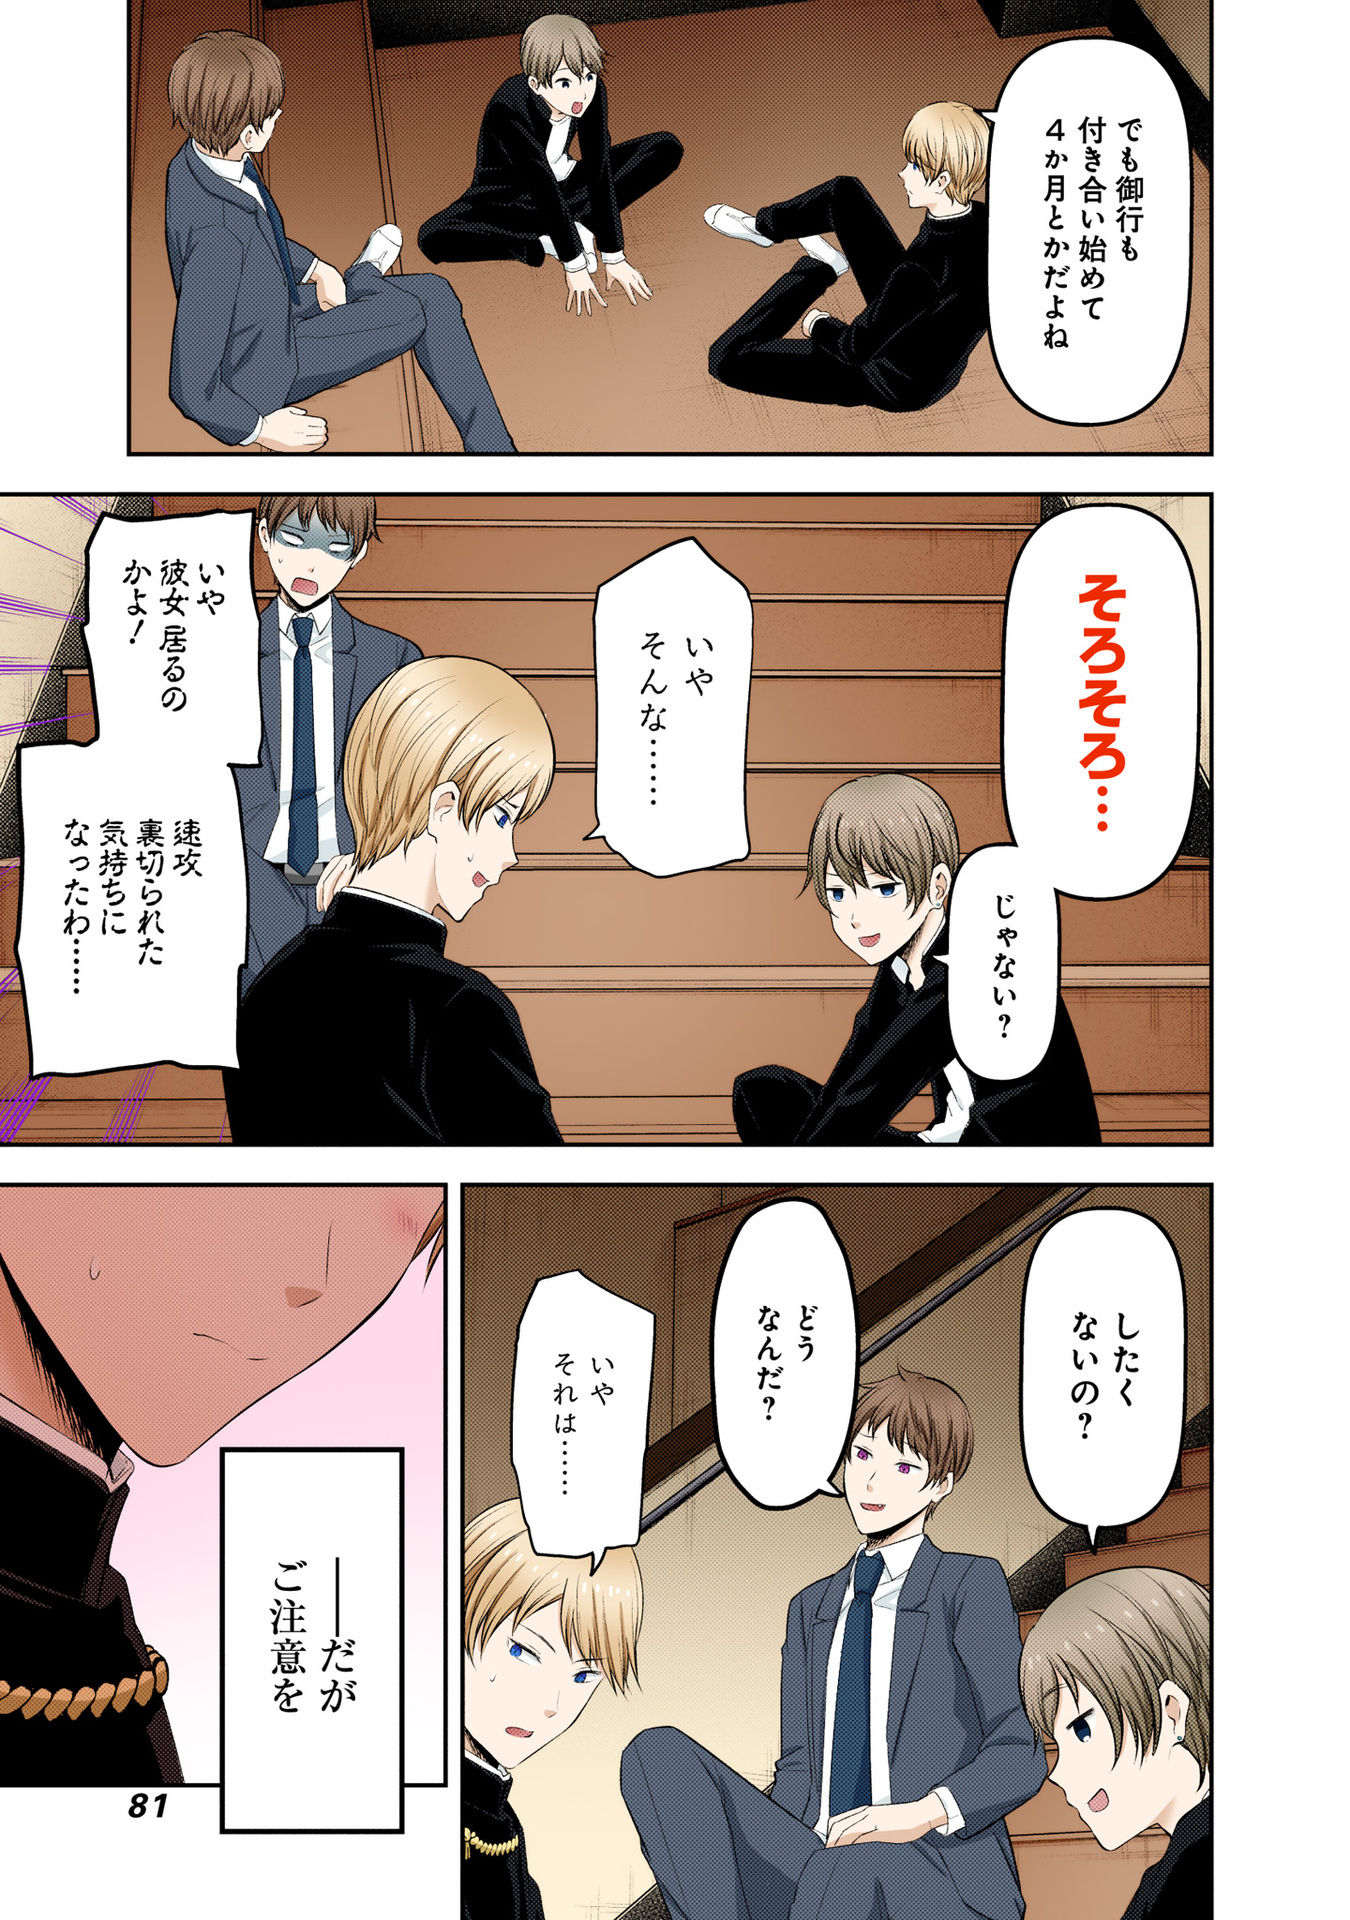 でも御行も
付き合い始めて
4か月とかだよね
そろそろ…
じゃない?
いや
そんな……
いや
彼女居るの
かよ!
速攻
裏切られた
気持ちに
なったわ……
したく
ないの?
どう
なんだ?
いや
それは……
──だが
ご注意を
81